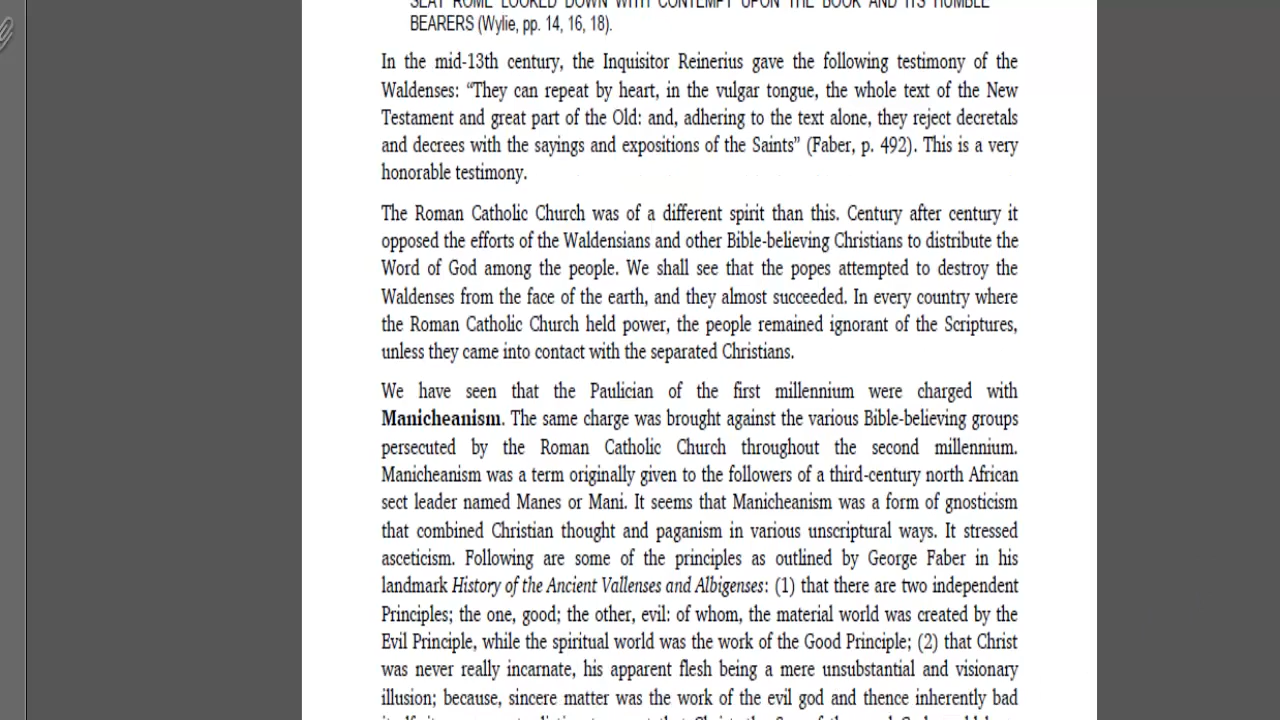 SEAT ROME LOOKED DOWN WITH CONTEMPT UPON THE BOOK AND ITS HUMBLE
BEARERS (Wylie, pp. 14, 16, 18).
In the mid-13th century, the Inquisitor Reinerius gave the following testimony of the
Waldenses: “They can repeat by heart, in the vulgar tongue, the whole text of the New
Testament and great part of the Old: and, adhering to the text alone, they reject decretals
and decrees with the sayings and expositions of the Saints” (Faber, p. 492). This is a very
honorable testimony.
The Roman Catholic Church was of a different spirit than this. Century after century it
opposed the efforts of the Waldensians and other Bible-believing Christians to distribute the
Word of God among the people. We shall see that the popes attempted to destroy the
Waldenses from the face of the earth, and they almost succeeded. In every country where
the Roman Catholic Church held power, the people remained ignorant of the Scriptures,
unless they came into contact with the separated Christians.
We have seen that the Paulician of the first millennium were charged with
Manicheanism. The same charge was brought against the various Bible-believing groups
persecuted by the Roman Catholic Church throughout the second millennium.
Manicheanism was a term originally given to the followers of a third-century north African
sect leader named Manes or Mani. It seems that Manicheanism was a form of gnosticism
that combined Christian thought and paganism in various unscriptural ways. It stressed
asceticism. Following are some of the principles as outlined by George Faber in his
landmark History of the Ancient Vallenses and Albigenses: (1) that there are two independent
Principles; the one, good; the other, evil: of whom, the material world was created by the
Evil Principle, while the spiritual world was the work of the Good Principle; (2) that Christ
was never really incarnate, his apparent flesh being a mere unsubstantial and visionary
illusion; because, sincere matter was the work of the evil god and thence inherently bad